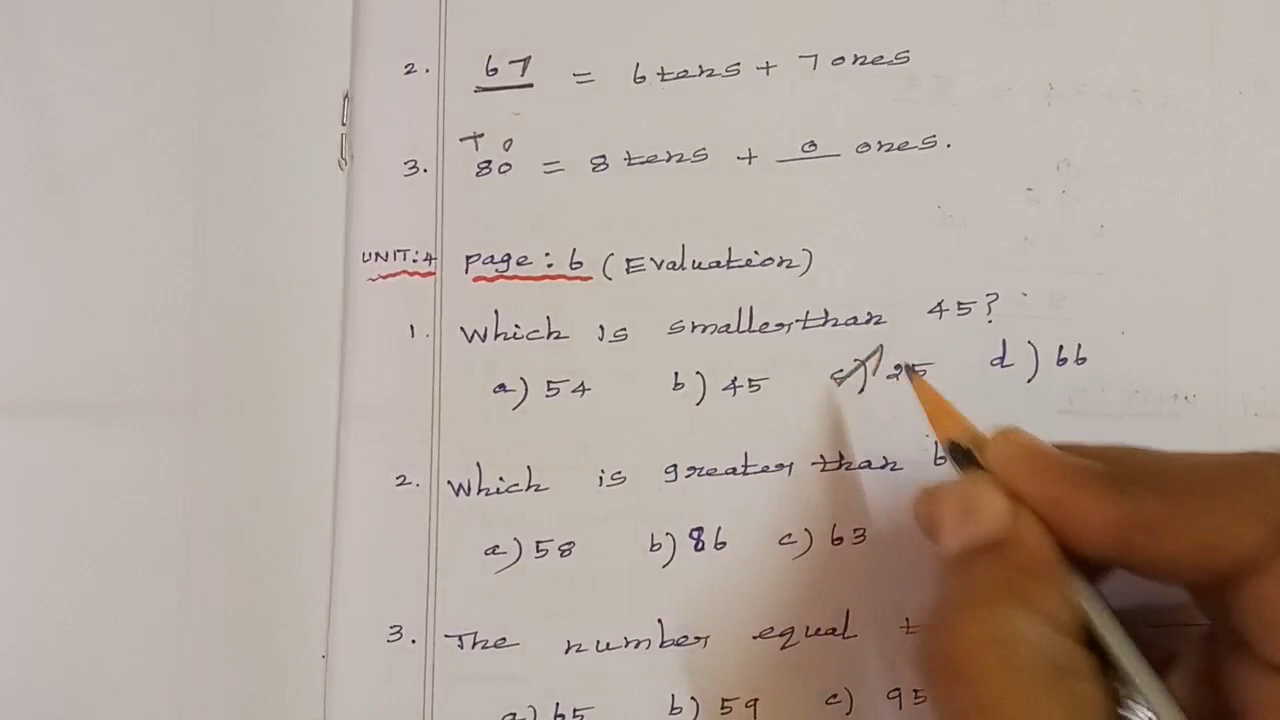 2. 67 = 6 tens + 7 ones
T O
3. 80 = 8 tens + 0 ones.
UNIT:4 page: 6 (Evaluation)
1. Which is smallerthan 45?
a) 54 b) 45 c) 25 d) 66
2. Which is greater than
a) 58 b) 86 c) 63
3. The number equal
a) 65 b) 59 c) 95